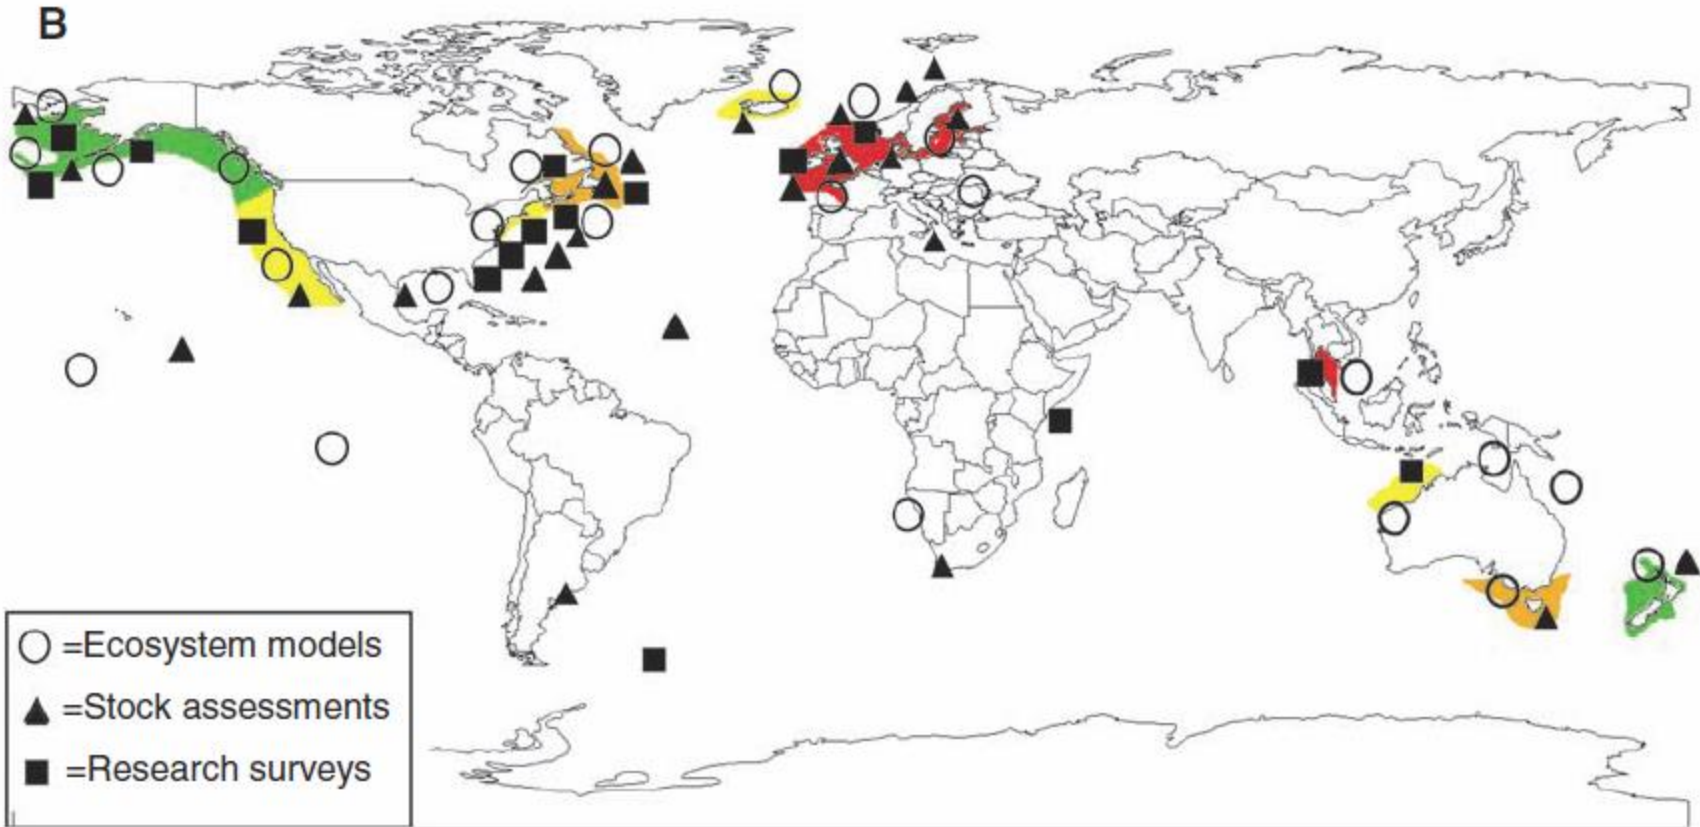 B
=Ecosystem models
=Stock assessments
=Research surveys